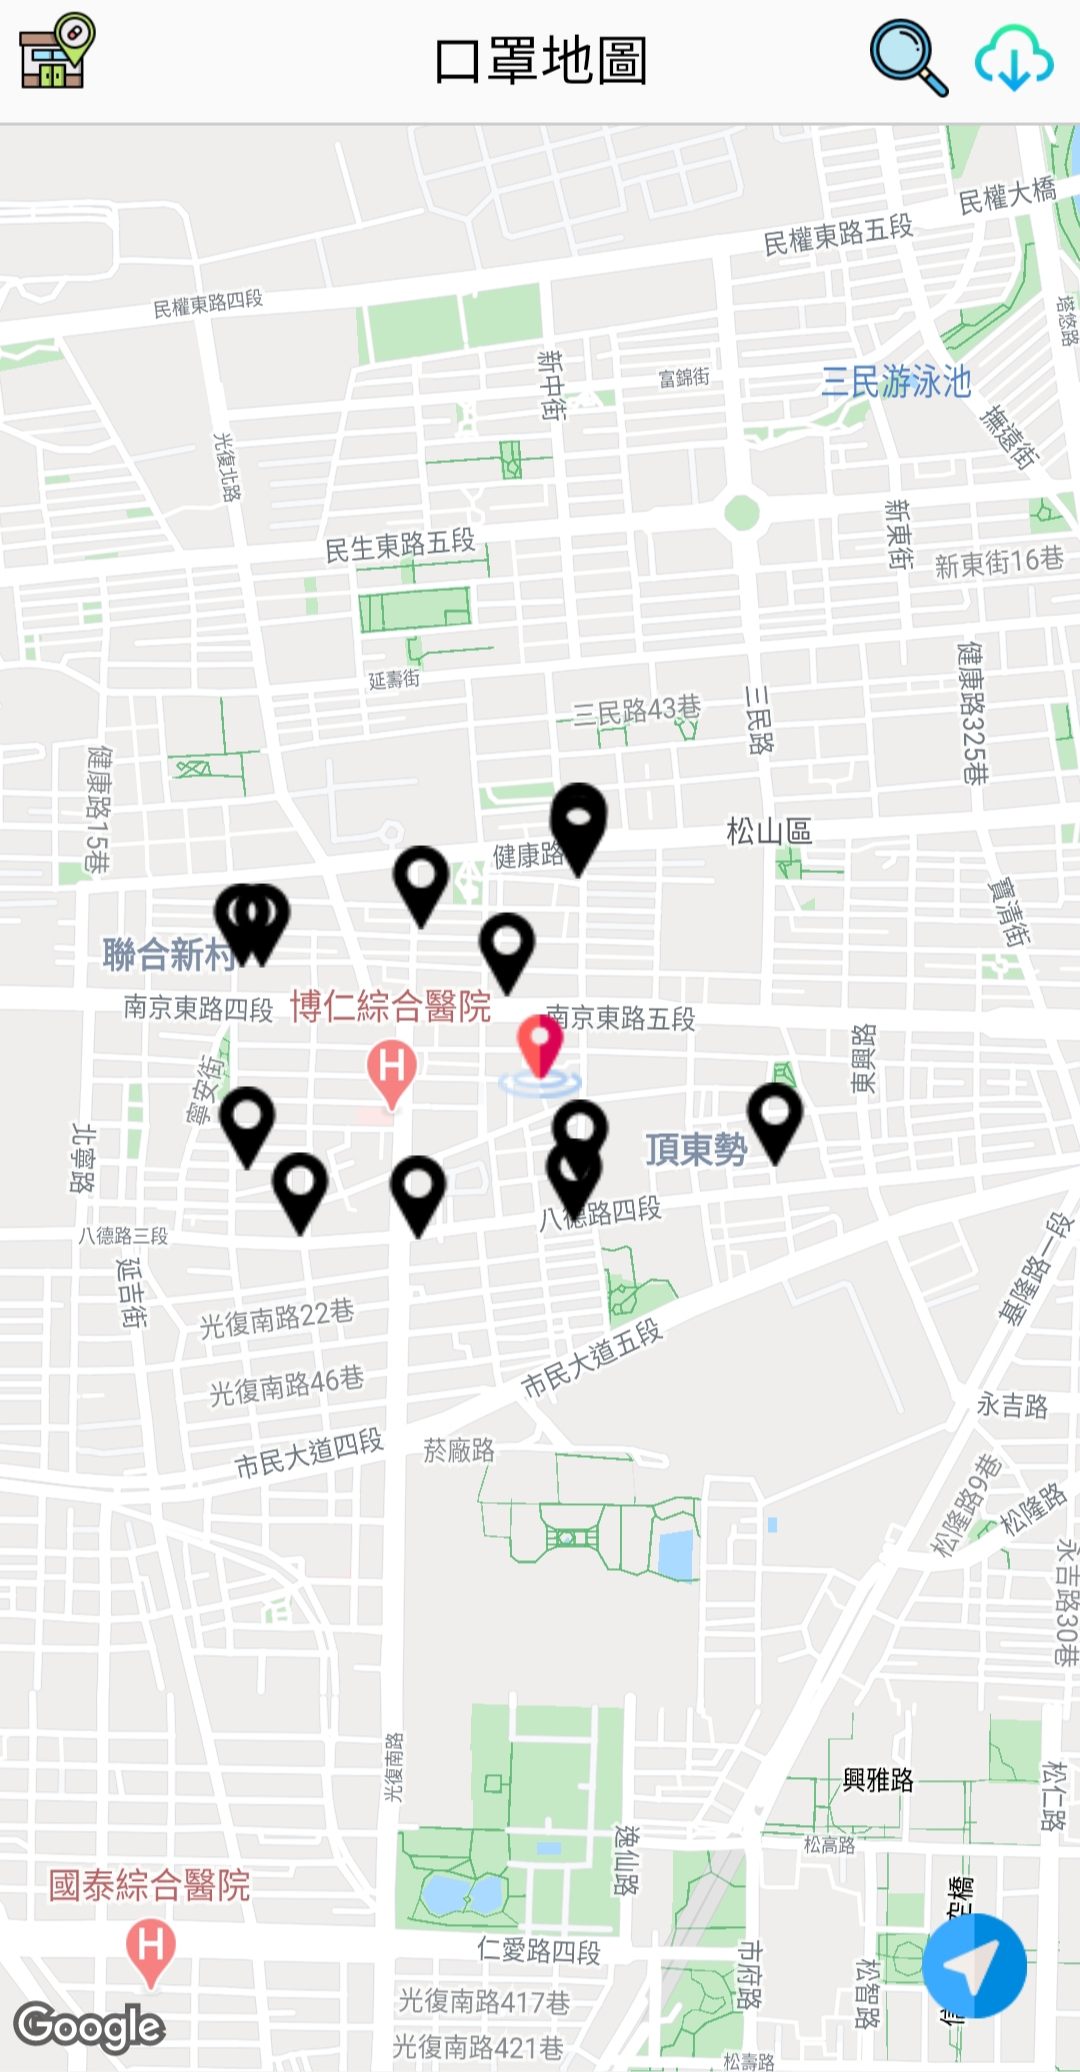 口罩地圖
民權大橋
民權東路五段
民權東路四段
塔悠路
新中街
富錦街
三民游泳池
撫遠街
光復北路
新東街
民生東路五段
新東街16巷
延壽街
健康路325巷
三民路43巷
三民路
健康路15巷
松山區
健康路
寶清街
聯合新村
南京東路四段
博仁綜合醫院
南京東路五段
東興路
寧安街
H
北寧路
頂東勢
八德路四段
八德路三段
延吉街
基隆路一段
光復南路22巷
市民大道五段
光復南路46巷
永吉路
市民大道四段
菸廠路
松隆路9巷
松隆路
永吉路30巷
光復南路
興雅路
松仁路
松高路
逸仙路
國泰綜合醫院
空橋
H
仁愛路四段
市府路
松智路
信
光復南路417巷
Google
光復南路421巷
松壽路